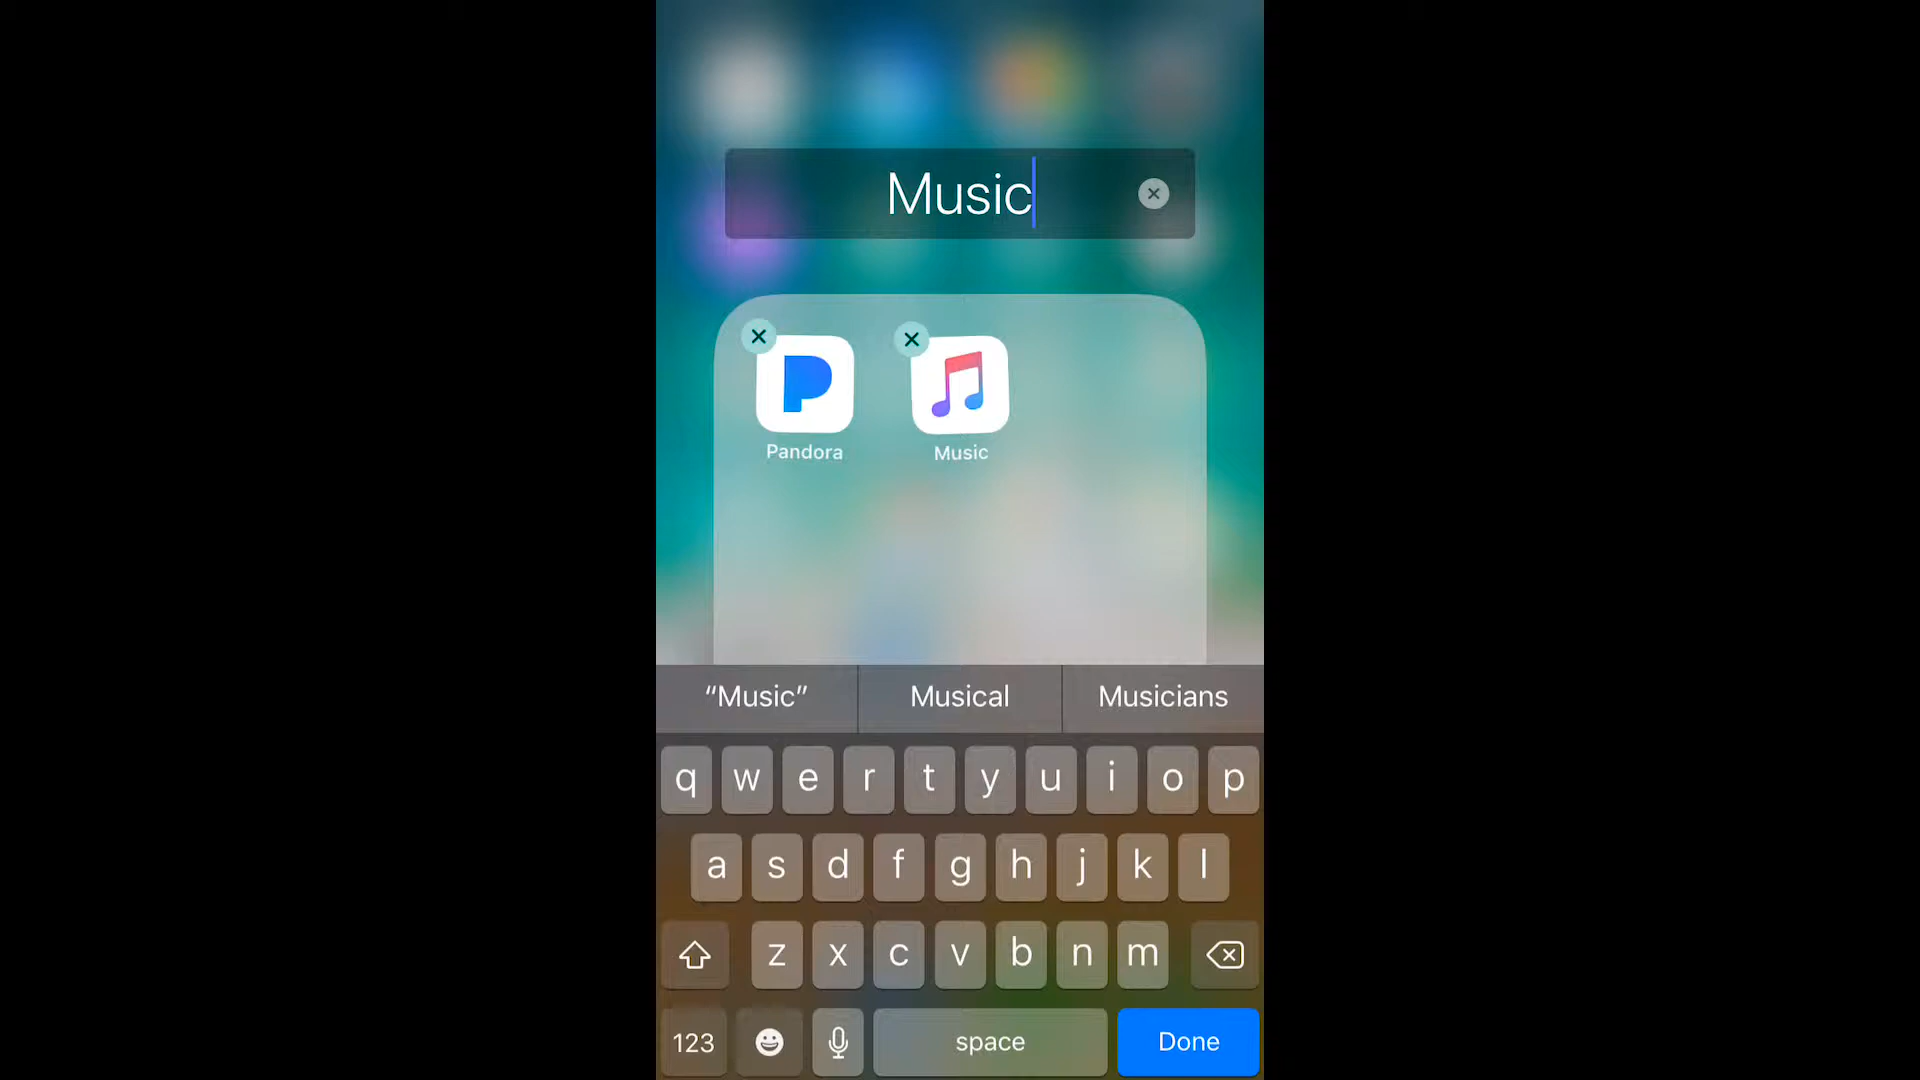 Music
Pandora
Music
“Music”
Musical
Musicians
q w e r t y u i o p
a s d f g h j k l
z x c v b n m
123
space
Done